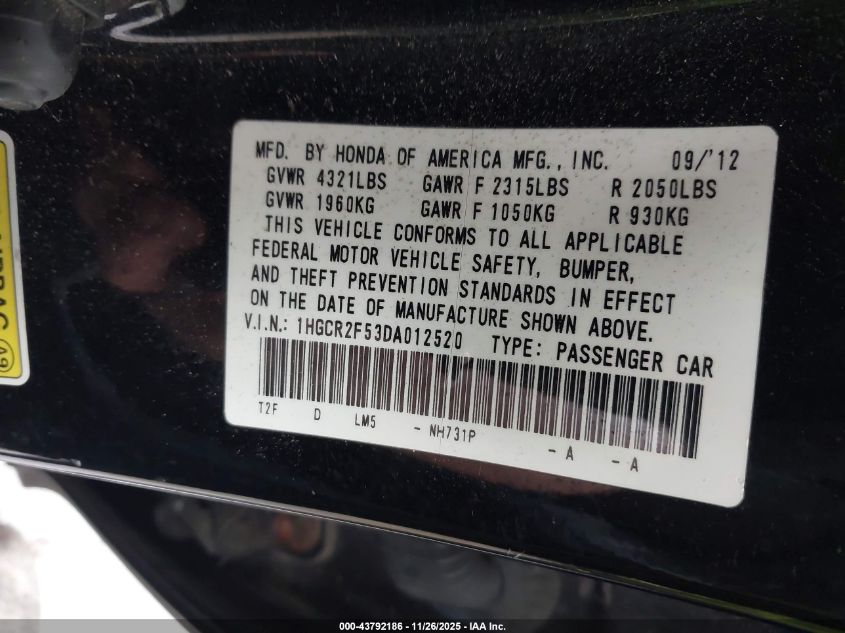 MFD. BY HONDA OF AMERICA MFG., INC. 09/'12
GVWR 4321LBS GAWR F 2315LBS R 2050LBS
GVWR 1960KG GAWR F 1050KG R 930KG
THIS VEHICLE CONFORMS TO ALL APPLICABLE
FEDERAL MOTOR VEHICLE SAFETY, BUMPER,
AND THEFT PREVENTION STANDARDS IN EFFECT
ON THE DATE OF MANUFACTURE SHOWN ABOVE.
V.I.N.: 1HGCR2F53DA012520 TYPE: PASSENGER CAR
T2F D LM5 - NH731P - A - A
A9
000-43792186 - 11/26/2025 - IAA Inc.